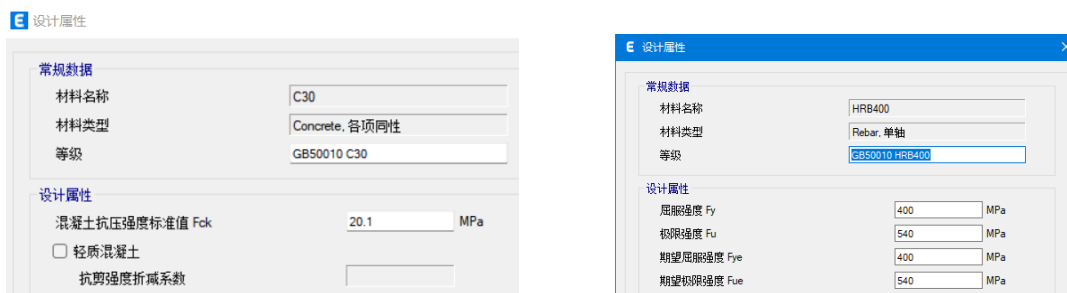 E 设计属性
常规数据
材料名称 C30
材料类型 Concrete, 各项同性
等级 GB50010 C30
设计属性
混凝土抗压强度标准值 Fck 20.1 MPa
轻质混凝土
抗剪强度折减系数
E 设计属性
常规数据
材料名称 HRB400
材料类型 Rebar, 单轴
等级 GB50010 HRB400
设计属性
屈服强度 Fy 400 MPa
极限强度 Fu 540 MPa
期望屈服强度 Fye 400 MPa
期望极限强度 Fue 540 MPa